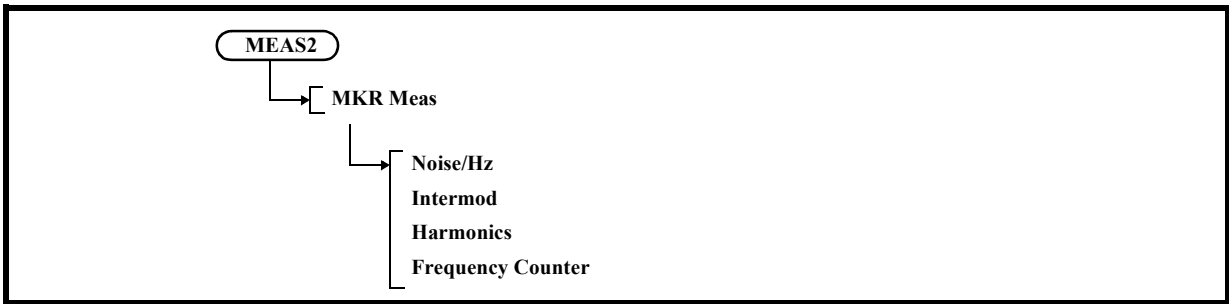 MEAS2
MKR Meas
Noise/Hz
Intermod
Harmonics
Frequency Counter